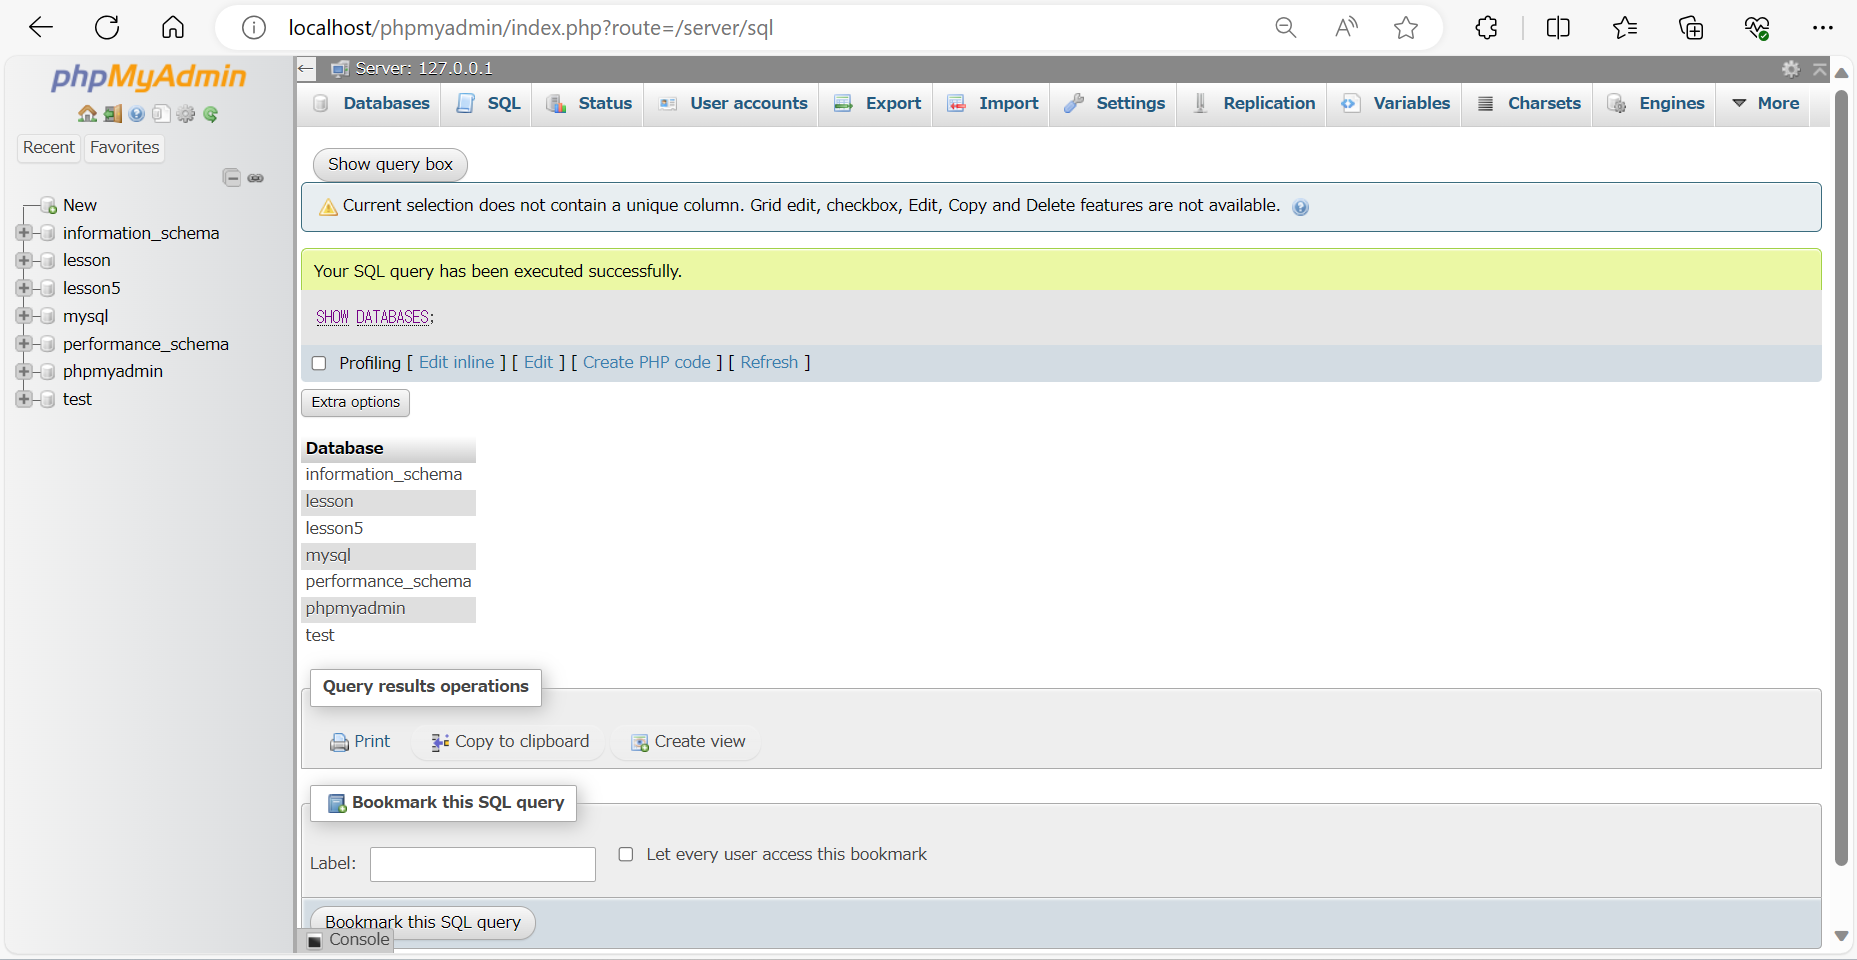 localhost/phpmyadmin/index.php?route=/server/sql
phpMyAdmin
Recent Favorites
New
information_schema
lesson
lesson5
mysql
performance_schema
phpmyadmin
test
Server: 127.0.0.1
Databases SQL Status User accounts Export Import Settings Replication Variables Charsets Engines More
Show query box
Current selection does not contain a unique column. Grid edit, checkbox, Edit, Copy and Delete features are not available.
Your SQL query has been executed successfully.
SHOW DATABASES;
Profiling [ Edit inline ] [ Edit ] [ Create PHP code ] [ Refresh ]
Extra options
Database
information_schema
lesson
lesson5
mysql
performance_schema
phpmyadmin
test
Query results operations
Print Copy to clipboard Create view
Bookmark this SQL query
Label: Let every user access this bookmark
Bookmark this SQL query
Console